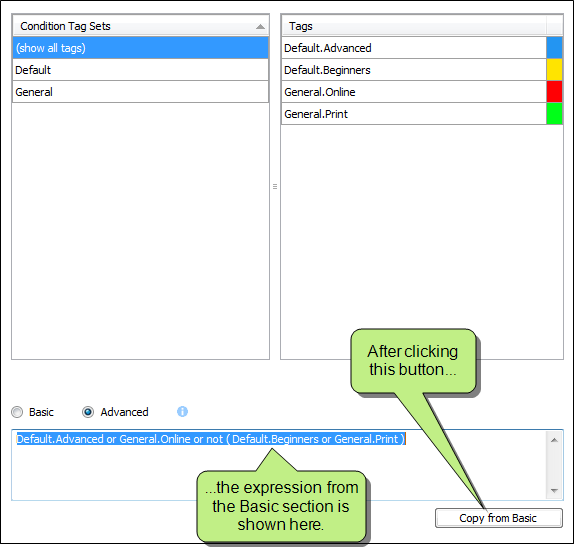 Condition Tag Sets
(show all tags)
Default
General
Tags
Default.Advanced
Default.Beginners
General.Online
General.Print
After clicking
this button...
Basic
Advanced
Default.Advanced or General.Online or not ( Default.Beginners or General.Print )
...the expression from
the Basic section is
shown here.
Copy from Basic